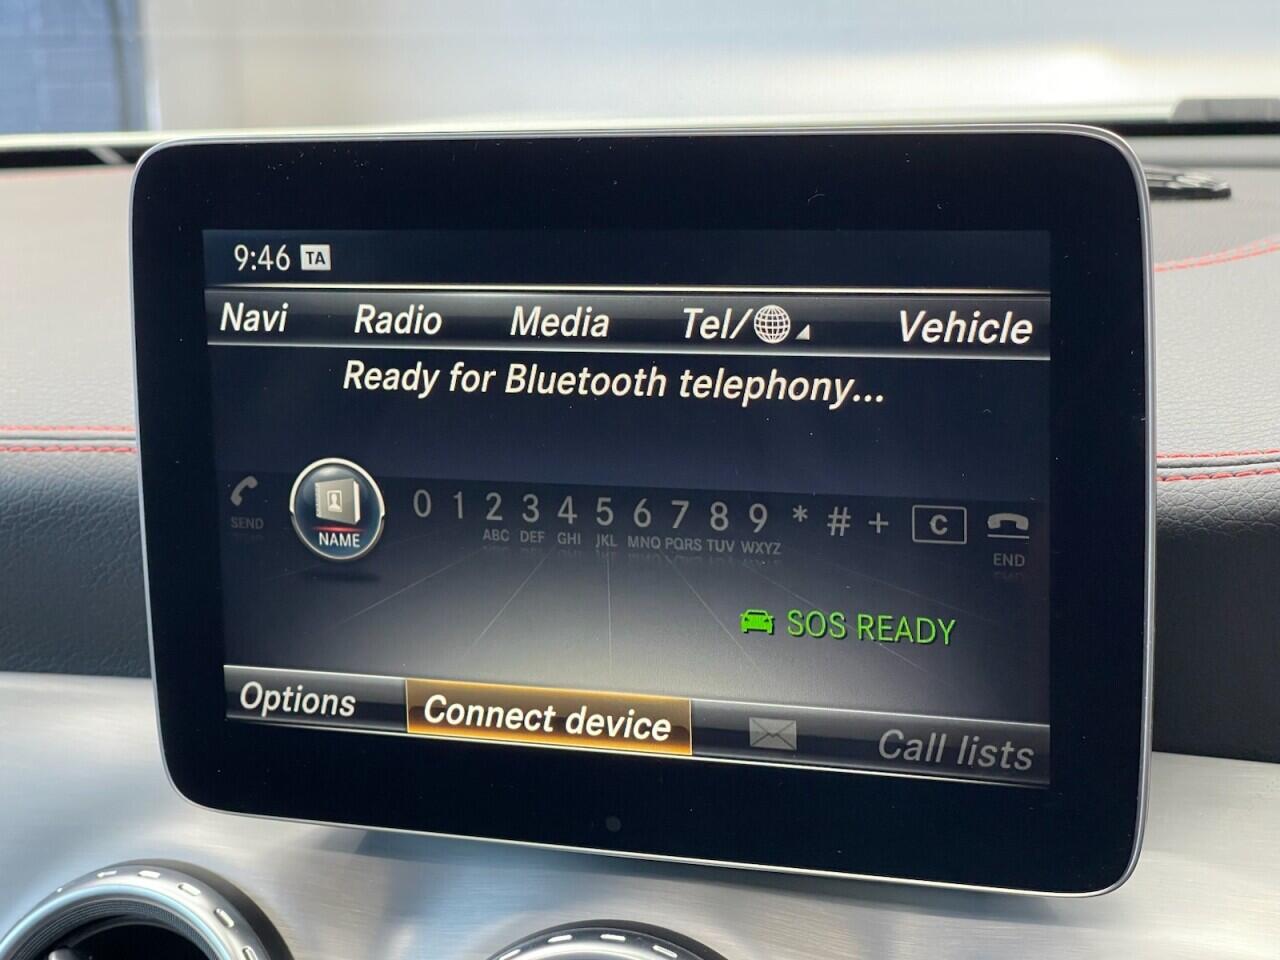 9:46 TA
Navi Radio Media Tel/ Vehicle
Ready for Bluetooth telephony...
0 1 2 3 4 5 6 7 8 9 * # + C
SEND NAME ABC DEF GHI JKL MNO PQRS TUV WXYZ END
SOS READY
Options Connect device Call lists